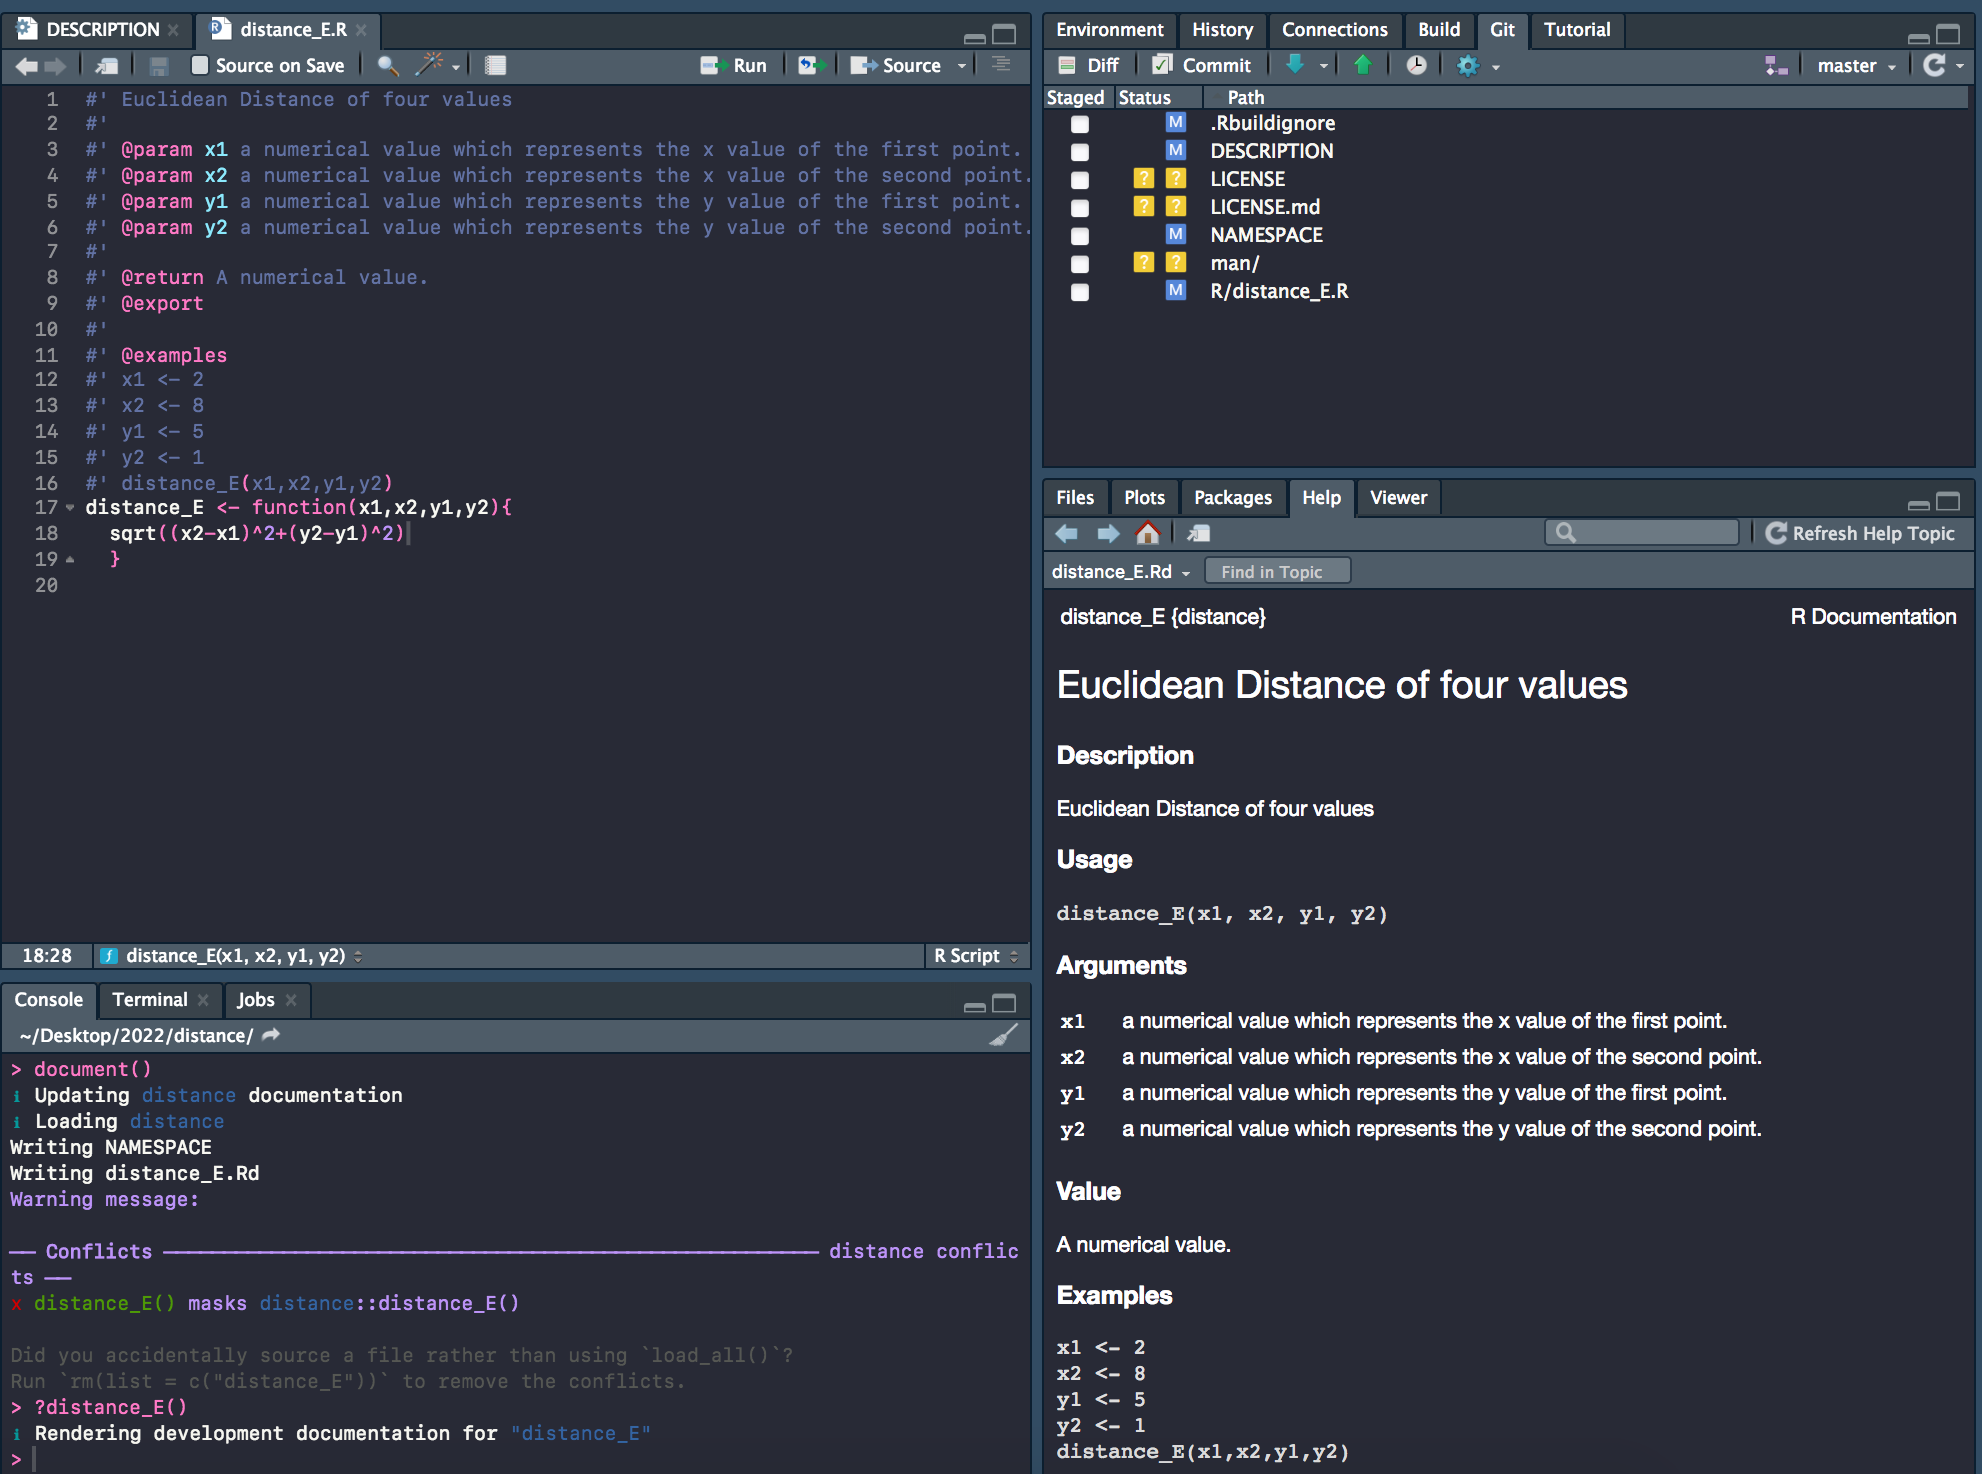 DESCRIPTION distance_E.R
Source on Save Run Source
1 #' Euclidean Distance of four values
2 #'
3 #' @param x1 a numerical value which represents the x value of the first point.
4 #' @param x2 a numerical value which represents the x value of the second point.
5 #' @param y1 a numerical value which represents the y value of the first point.
6 #' @param y2 a numerical value which represents the y value of the second point.
7 #'
8 #' @return A numerical value.
9 #' @export
10 #'
11 #' @examples
12 #' x1 <- 2
13 #' x2 <- 8
14 #' y1 <- 5
15 #' y2 <- 1
16 #' distance_E(x1,x2,y1,y2)
17 distance_E <- function(x1,x2,y1,y2){
18 sqrt((x2-x1)^2+(y2-y1)^2)
19 }
20
18:28 distance_E(x1, x2, y1, y2) R Script
Console Terminal Jobs
~/Desktop/2022/distance/
> document()
i Updating distance documentation
i Loading distance
Writing NAMESPACE
Writing distance_E.Rd
Warning message:
── Conflicts ──────────────────────────── distance conflic
ts ──
x distance_E() masks distance::distance_E()
Did you accidentally source a file rather than using `load_all()`?
Run `rm(list = c("distance_E"))` to remove the conflicts.
> ?distance_E()
i Rendering development documentation for "distance_E"
>
Environment History Connections Build Git Tutorial
Diff Commit master
Staged Status Path
M .Rbuildignore
M DESCRIPTION
? ? LICENSE
? ? LICENSE.md
M NAMESPACE
? ? man/
M R/distance_E.R
Files Plots Packages Help Viewer
Refresh Help Topic
distance_E.Rd Find in Topic
distance_E {distance} R Documentation
Euclidean Distance of four values
Description
Euclidean Distance of four values
Usage
distance_E(x1, x2, y1, y2)
Arguments
x1 a numerical value which represents the x value of the first point.
x2 a numerical value which represents the x value of the second point.
y1 a numerical value which represents the y value of the first point.
y2 a numerical value which represents the y value of the second point.
Value
A numerical value.
Examples
x1 <- 2
x2 <- 8
y1 <- 5
y2 <- 1
distance_E(x1,x2,y1,y2)